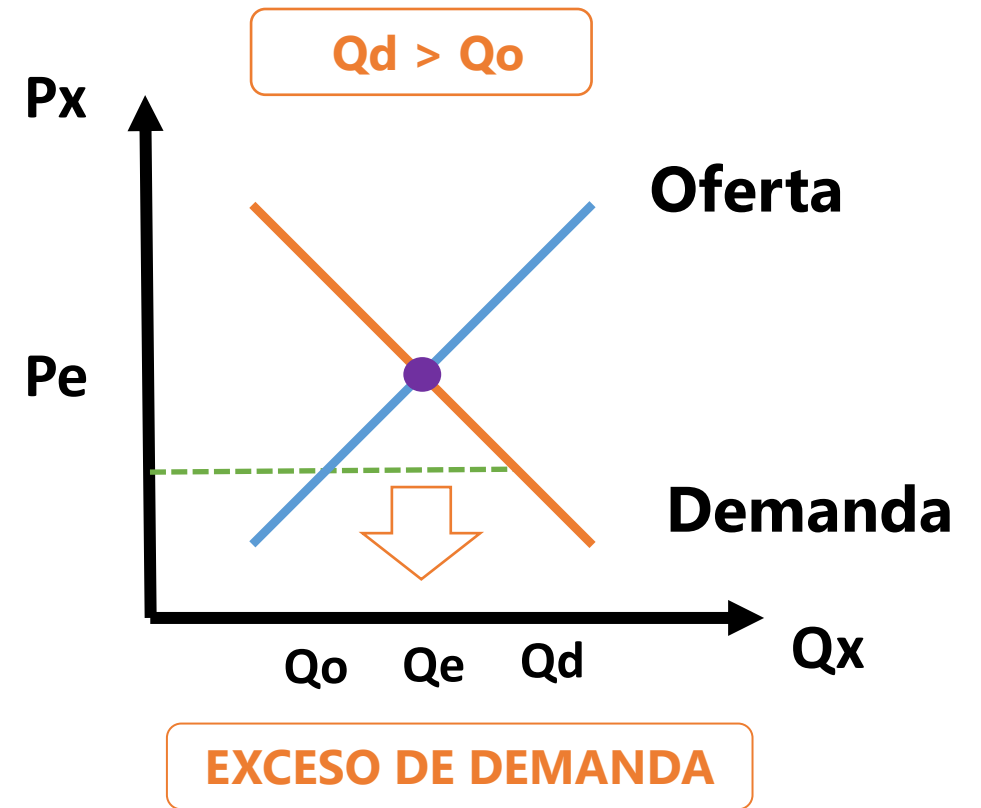 Qd > Qo
Px
Oferta
Pe
Demanda
Qo Qe Qd
Qx
EXCESO DE DEMANDA